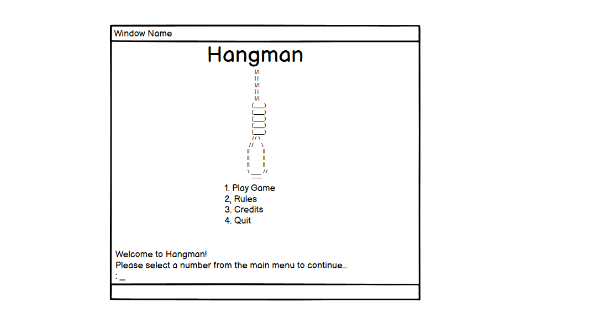 Window Name
Hangman
1. Play Game
2, Rules
3. Credits
4. Quit
Welcome to Hangman!
Please select a number from the main menu to continue..
: _